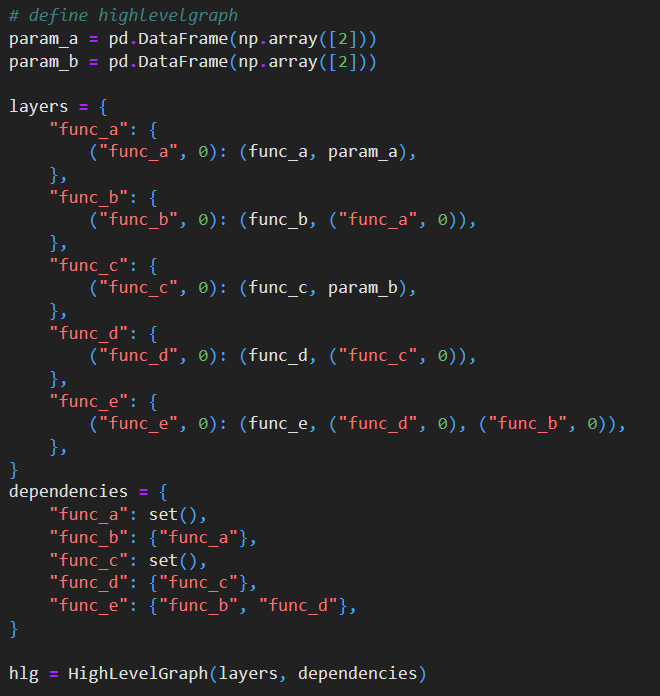 # define highlevelgraph
param_a = pd.DataFrame(np.array([2]))
param_b = pd.DataFrame(np.array([2]))

layers = {
    "func_a": {
        ("func_a", 0): (func_a, param_a),
    },
    "func_b": {
        ("func_b", 0): (func_b, ("func_a", 0)),
    },
    "func_c": {
        ("func_c", 0): (func_c, param_b),
    },
    "func_d": {
        ("func_d", 0): (func_d, ("func_c", 0)),
    },
    "func_e": {
        ("func_e", 0): (func_e, ("func_d", 0), ("func_b", 0)),
    },
}
dependencies = {
    "func_a": set(),
    "func_b": {"func_a"},
    "func_c": set(),
    "func_d": {"func_c"},
    "func_e": {"func_b", "func_d"},
}

hlg = HighLevelGraph(layers, dependencies)